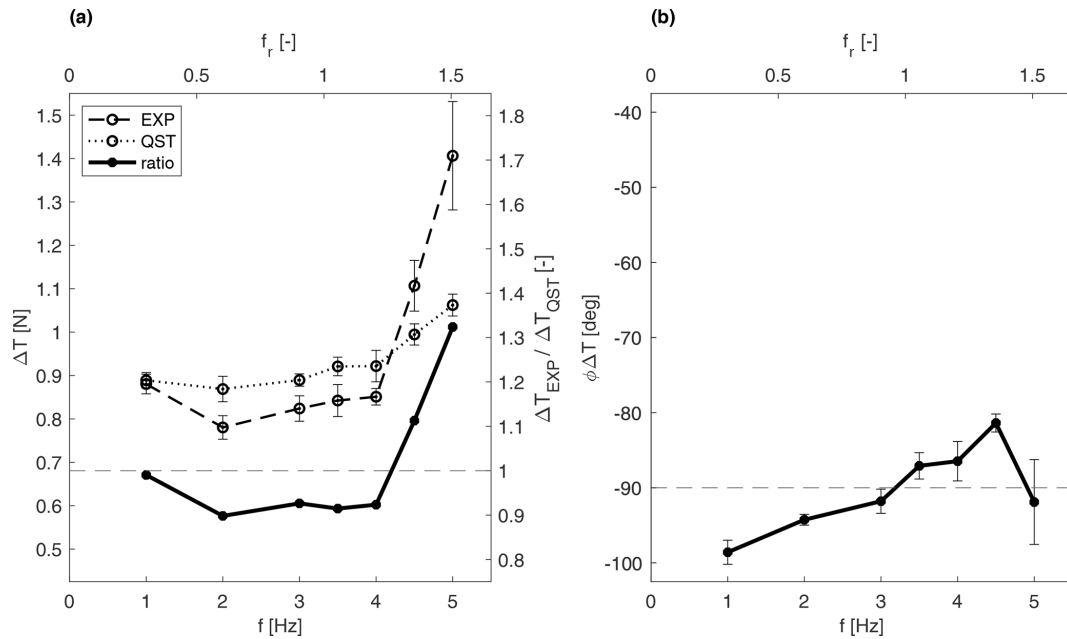 (a)
f_r [-]
0 0.5 1 1.5
1.5
1.4
1.3
1.2
1.1
1
0.9
0.8
0.7
0.6
0.5
ΔT [N]
EXP
QST
ratio
1.8
1.7
1.6
1.5
1.4
1.3
1.2
1.1
1
0.9
0.8
ΔT_EXP / ΔT_QST [-]
0 1 2 3 4 5
f [Hz]
(b)
f_r [-]
0 0.5 1 1.5
-40
-50
-60
-70
-80
-90
-100
ϕΔT [deg]
0 1 2 3 4 5
f [Hz]